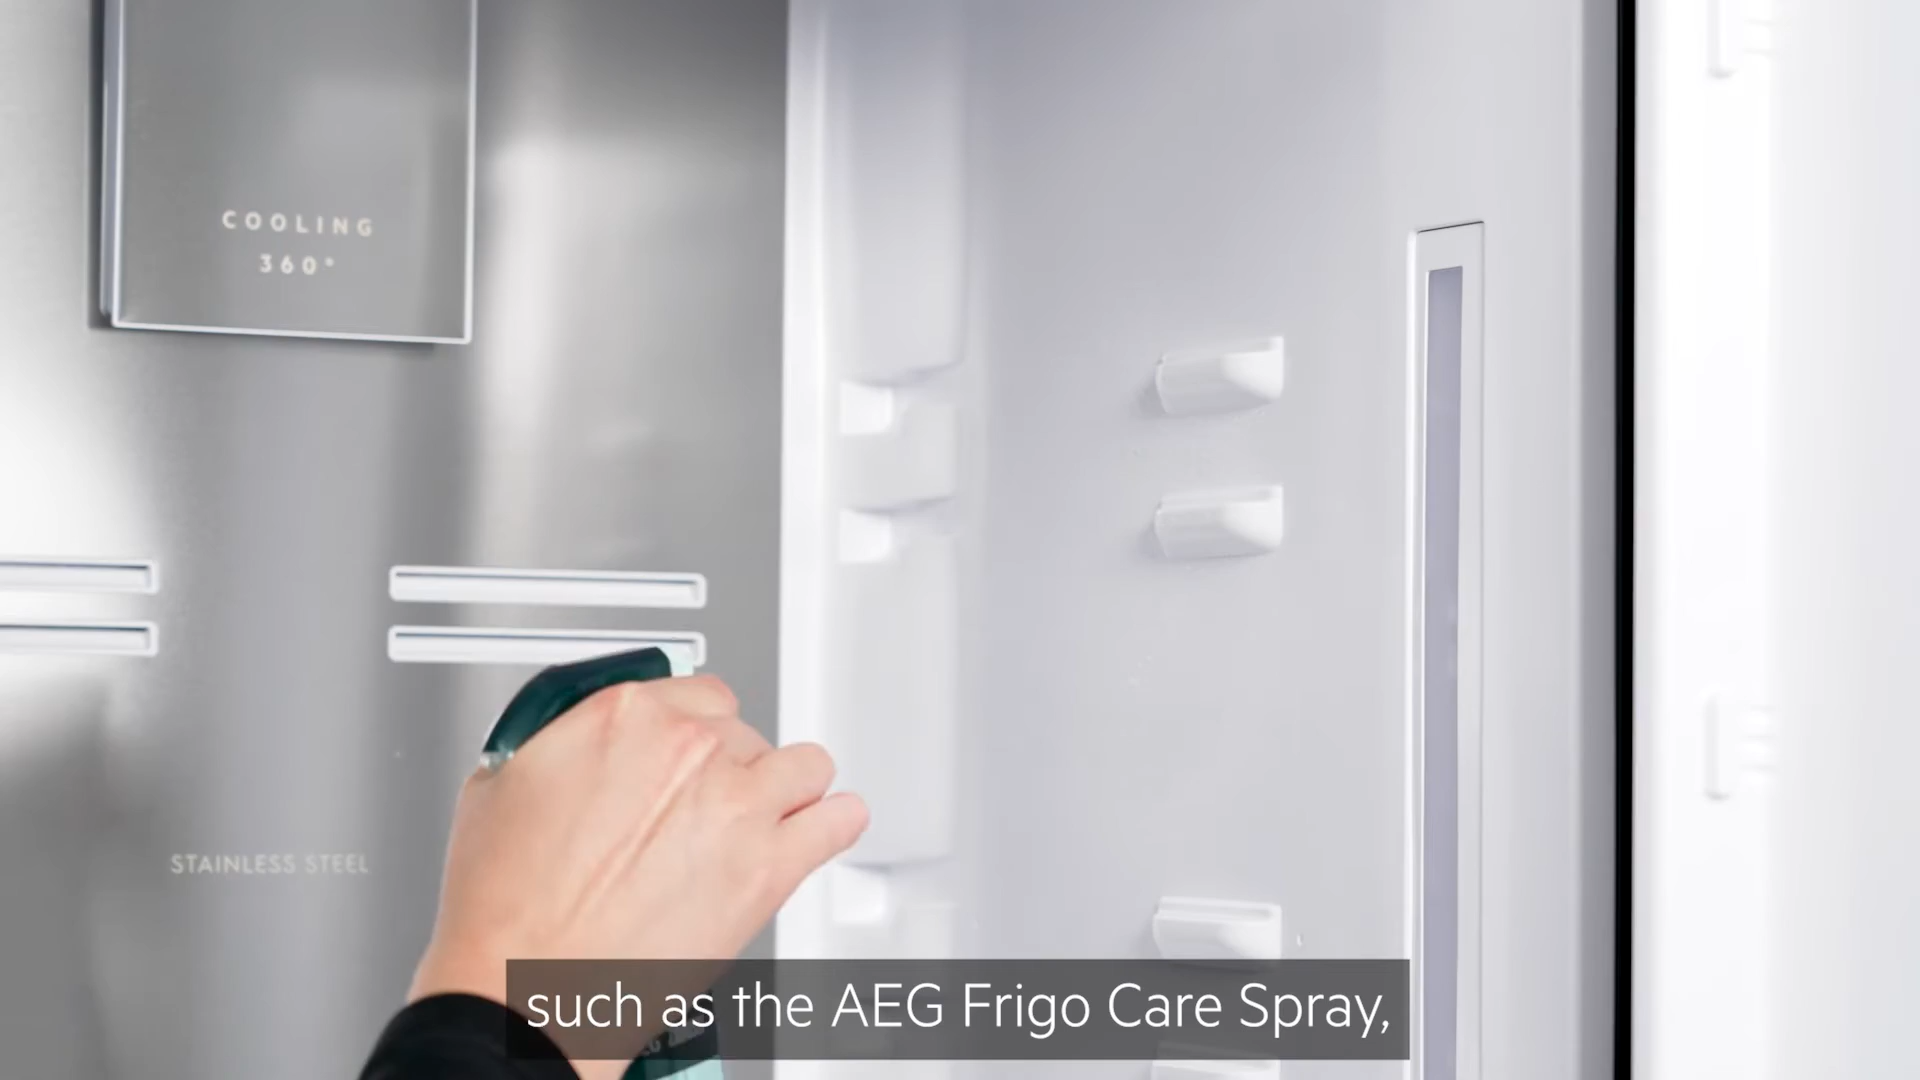 COOLING
360°
STAINLESS STEEL
such as the AEG Frigo Care Spray,